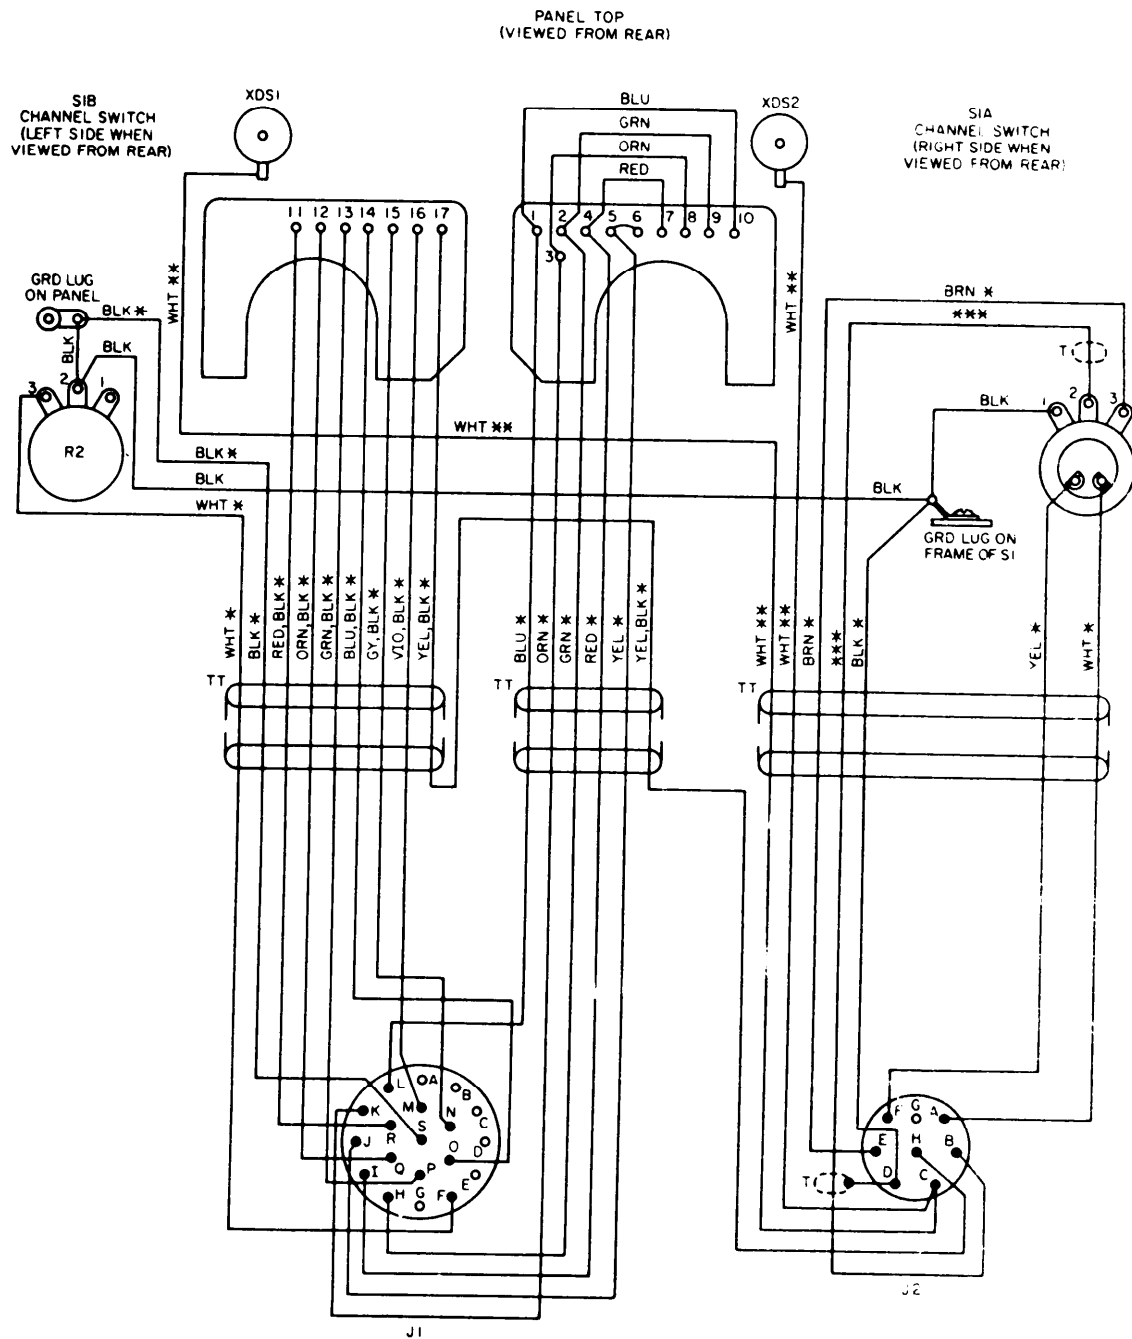 PANEL TOP
(VIEWED FROM REAR)
S1B
CHANNEL SWITCH
(LEFT SIDE WHEN
VIEWED FROM REAR)
XDS1
BLU
GRN
ORN
RED
XDS2
S1A
CHANNEL SWITCH
(RIGHT SIDE WHEN
VIEWED FROM REAR)
11 12 13 14 15 16 17
1 2 4 5 6 7 8 9 10
3
GRD LUG
ON PANEL
BLK *
BLK
BLK
WHT **
WHT **
BRN *
***
T
3 2 1
R2
1 2 3
BLK
WHT **
BLK *
BLK
BLK
WHT *
GRD LUG ON
FRAME OF S1
WHT *
BLK *
RED, BLK *
ORN, BLK *
GRN, BLK *
BLU, BLK *
GY, BLK *
VIO, BLK *
YEL, BLK *
BLU *
ORN *
GRN *
RED *
YEL *
YEL, BLK *
WHT **
WHT **
BRN *
***
BLK *
YEL *
WHT *
TT
TT
TT
L A B
K M N C
J R S O D
I Q P E
H G F
J1
F G A
E H B
T D C
J2